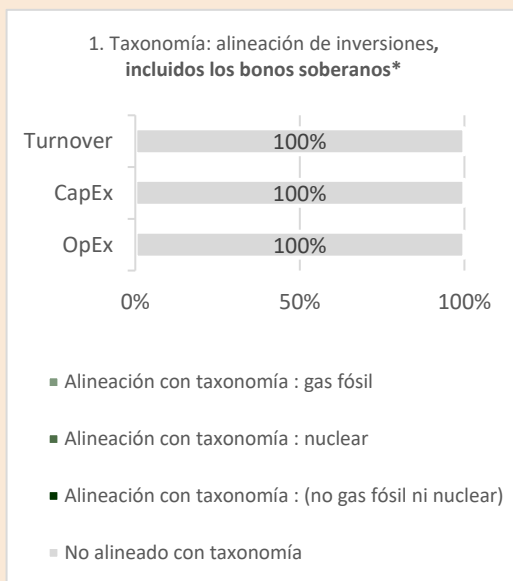 1. Taxonomía: alineación de inversiones,
incluidos los bonos soberanos*
Turnover 100%
CapEx 100%
OpEx 100%
0% 50% 100%
Alineación con taxonomía : gas fósil
Alineación con taxonomía : nuclear
Alineación con taxonomía : (no gas fósil ni nuclear)
No alineado con taxonomía